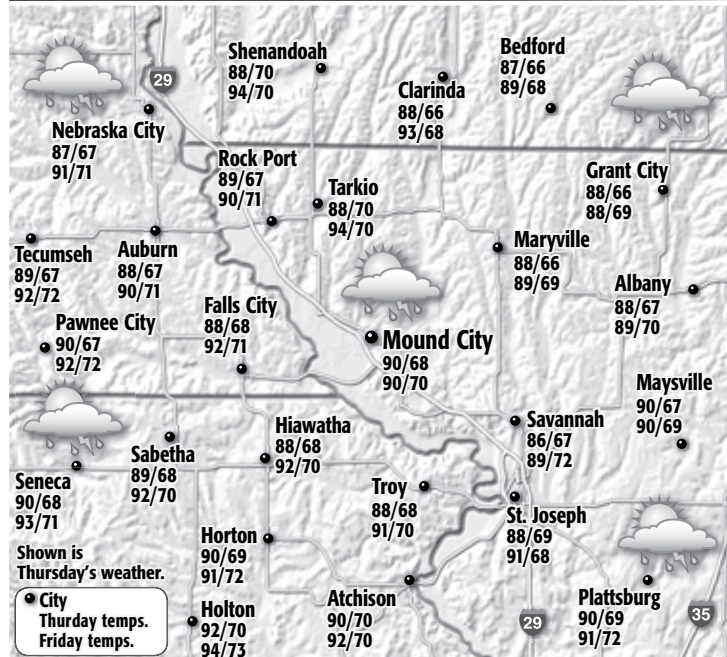 Shenandoah
88/70
94/70
Bedford
87/66
89/68
29
Clarinda
88/66
93/68
Nebraska City
87/67
91/71
Rock Port
89/67
90/71
Tarkio
88/70
94/70
Grant City
88/66
88/69
Tecumseh
89/67
92/72
Auburn
88/67
90/71
Maryville
88/66
89/69
Falls City
88/68
92/71
Albany
88/67
89/70
Pawnee City
90/67
92/72
Mound City
90/68
90/70
Maysville
90/67
90/69
Seneca
90/68
93/71
Sabetha
89/68
92/70
Hiawatha
88/68
92/70
Savannah
86/67
89/72
Troy
88/68
91/70
St. Joseph
88/69
91/68
Horton
90/69
91/72
Shown is
Thursday's weather.
City
Thurday temps.
Friday temps.
Holton
92/70
94/73
Atchison
90/70
92/70
29
Plattsburg
90/69
91/72
35